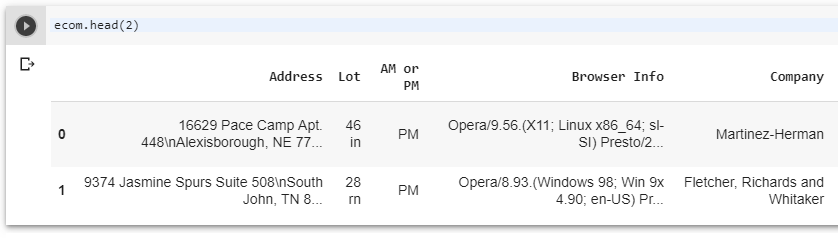 ecom.head(2)
Address Lot AM or PM Browser Info Company
0 16629 Pace Camp Apt. 448\nAlexisborough, NE 77... 46 in PM Opera/9.56.(X11; Linux x86_64; sl-SI) Presto/2... Martinez-Herman
1 9374 Jasmine Spurs Suite 508\nSouth John, TN 8... 28 rn PM Opera/8.93.(Windows 98; Win 9x 4.90; en-US) Pr... Fletcher, Richards and Whitaker